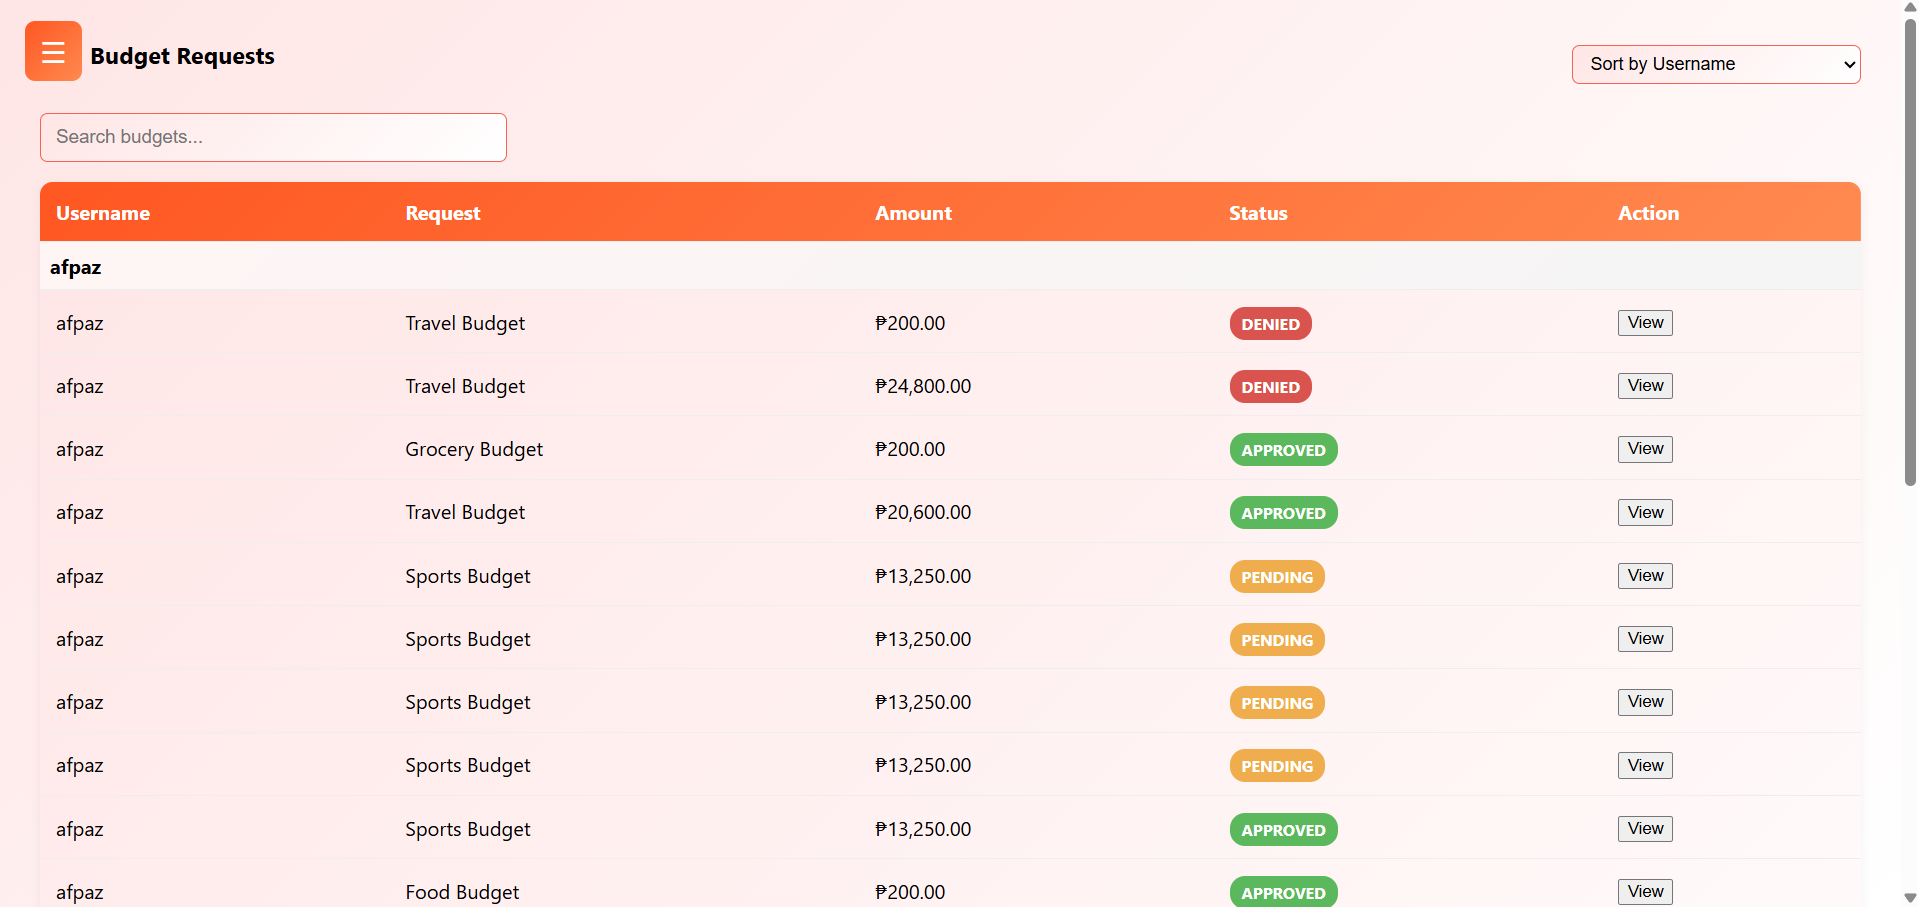 ☰ Budget Requests
Sort by Username
Search budgets...
Username Request Amount Status Action
afpaz
afpaz Travel Budget ₱200.00 DENIED View
afpaz Travel Budget ₱24,800.00 DENIED View
afpaz Grocery Budget ₱200.00 APPROVED View
afpaz Travel Budget ₱20,600.00 APPROVED View
afpaz Sports Budget ₱13,250.00 PENDING View
afpaz Sports Budget ₱13,250.00 PENDING View
afpaz Sports Budget ₱13,250.00 PENDING View
afpaz Sports Budget ₱13,250.00 PENDING View
afpaz Sports Budget ₱13,250.00 APPROVED View
afpaz Food Budget ₱200.00 APPROVED View